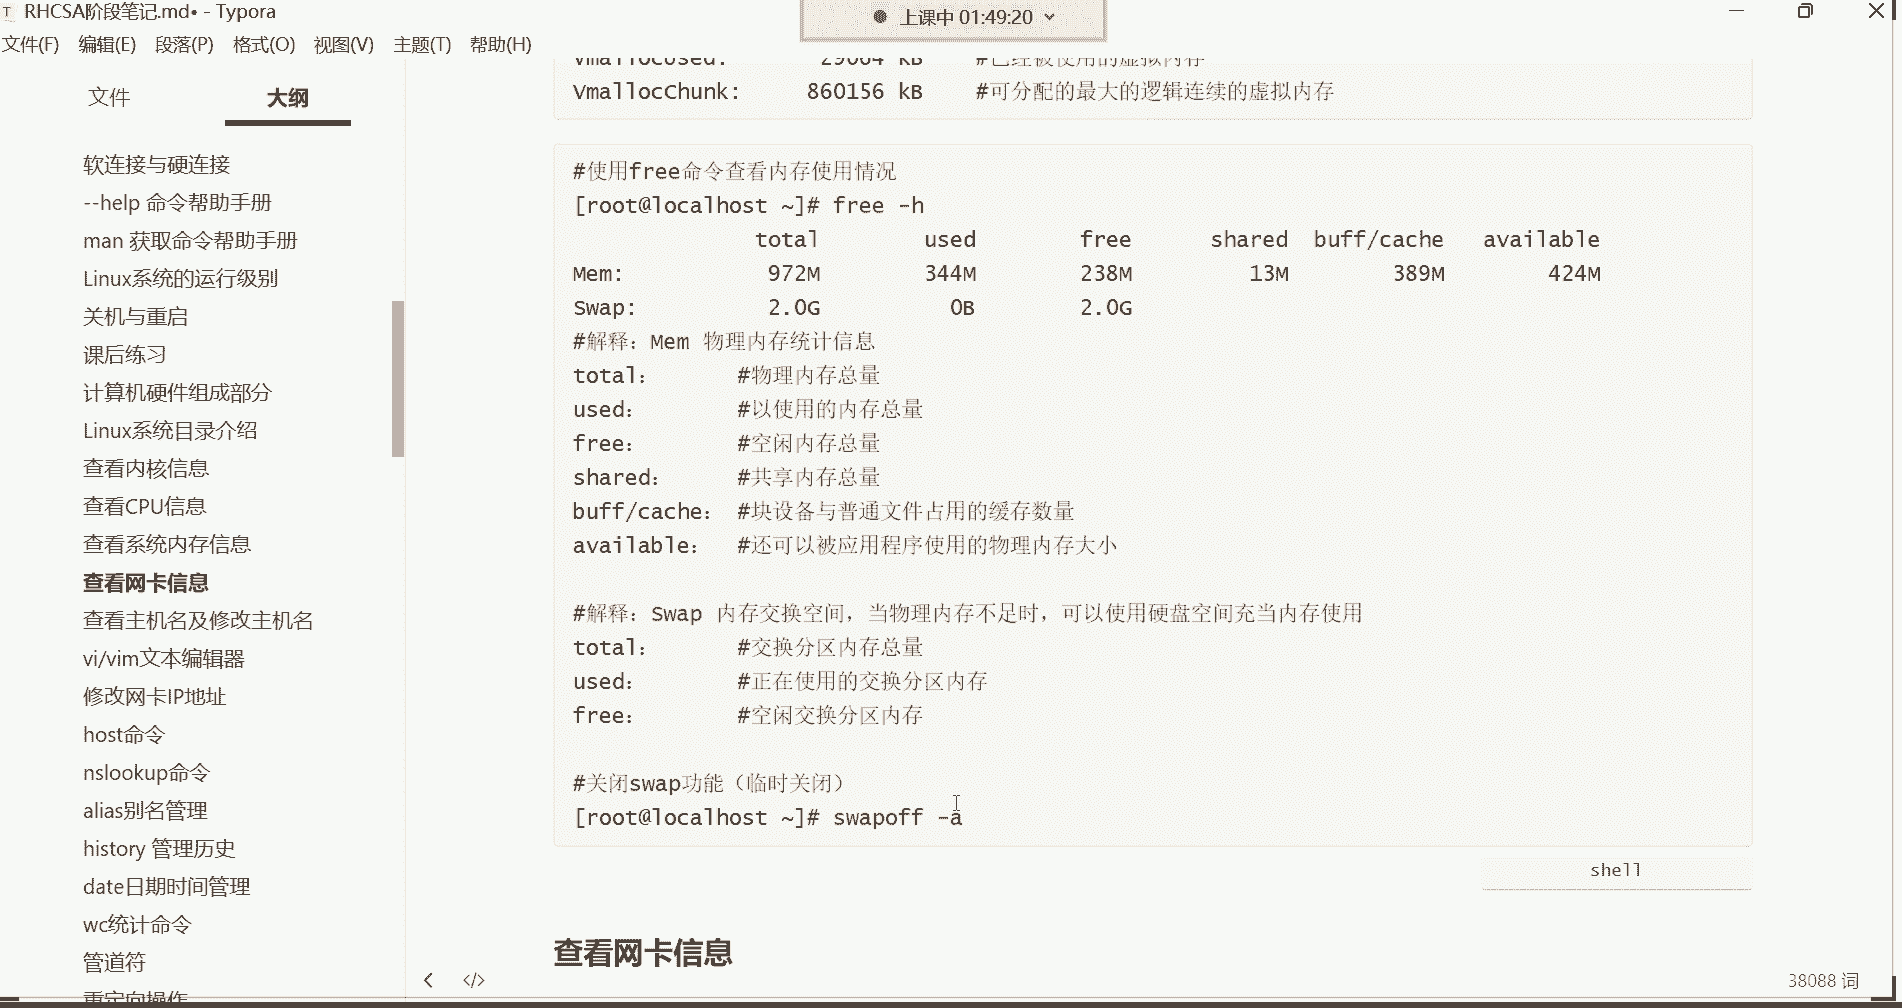 RHCSA阶段笔记.md• - Typora
上课中 01:49:20
文件(F) 编辑(E) 段落(P) 格式(O) 视图(V) 主题(T) 帮助(H)
文件 大纲
软连接与硬连接
--help 命令帮助手册
man 获取命令帮助手册
Linux系统的运行级别
关机与重启
课后练习
计算机硬件组成部分
Linux系统目录介绍
查看内核信息
查看CPU信息
查看系统内存信息
查看网卡信息
查看主机名及修改主机名
vi/vim文本编辑器
修改网卡IP地址
host命令
nslookup命令
alias别名管理
history 管理历史
date日期时间管理
wc统计命令
管道符
重定向操作
VmallocUsed: 29064 kB #已经被使用的虚拟内存
VmallocChunk: 860156 kB #可分配的最大的逻辑连续的虚拟内存
#使用free命令查看内存使用情况
[root@localhost ~]# free -h
total used free shared buff/cache available
Mem: 972M 344M 238M 13M 389M 424M
Swap: 2.0G 0B 2.0G
#解释：Mem 物理内存统计信息
total： #物理内存总量
used： #以使用的内存总量
free： #空闲内存总量
shared： #共享内存总量
buff/cache： #块设备与普通文件占用的缓存数量
available： #还可以被应用程序使用的物理内存大小
#解释：Swap 内存交换空间，当物理内存不足时，可以使用硬盘空间充当内存使用
total： #交换分区内存总量
used： #正在使用的交换分区内存
free： #空闲交换分区内存
#关闭swap功能（临时关闭）
[root@localhost ~]# swapoff -a
shell
查看网卡信息
38088 词